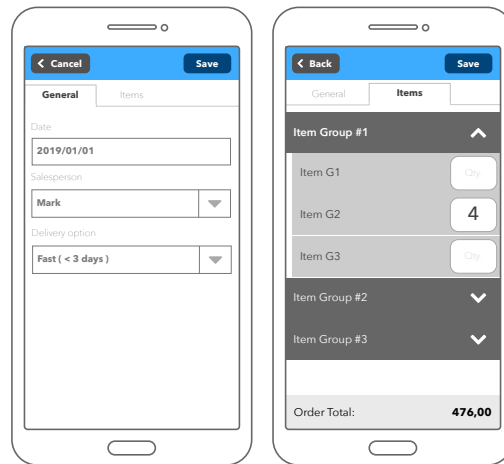 Cancel
Save
General
Items
Date
2019/01/01
Salesperson
Mark
Delivery option
Fast ( < 3 days )
Back
Save
General
Items
Item Group #1
Item G1
Qty
Item G2
4
Item G3
Qty
Item Group #2
Item Group #3
Order Total:
476,00